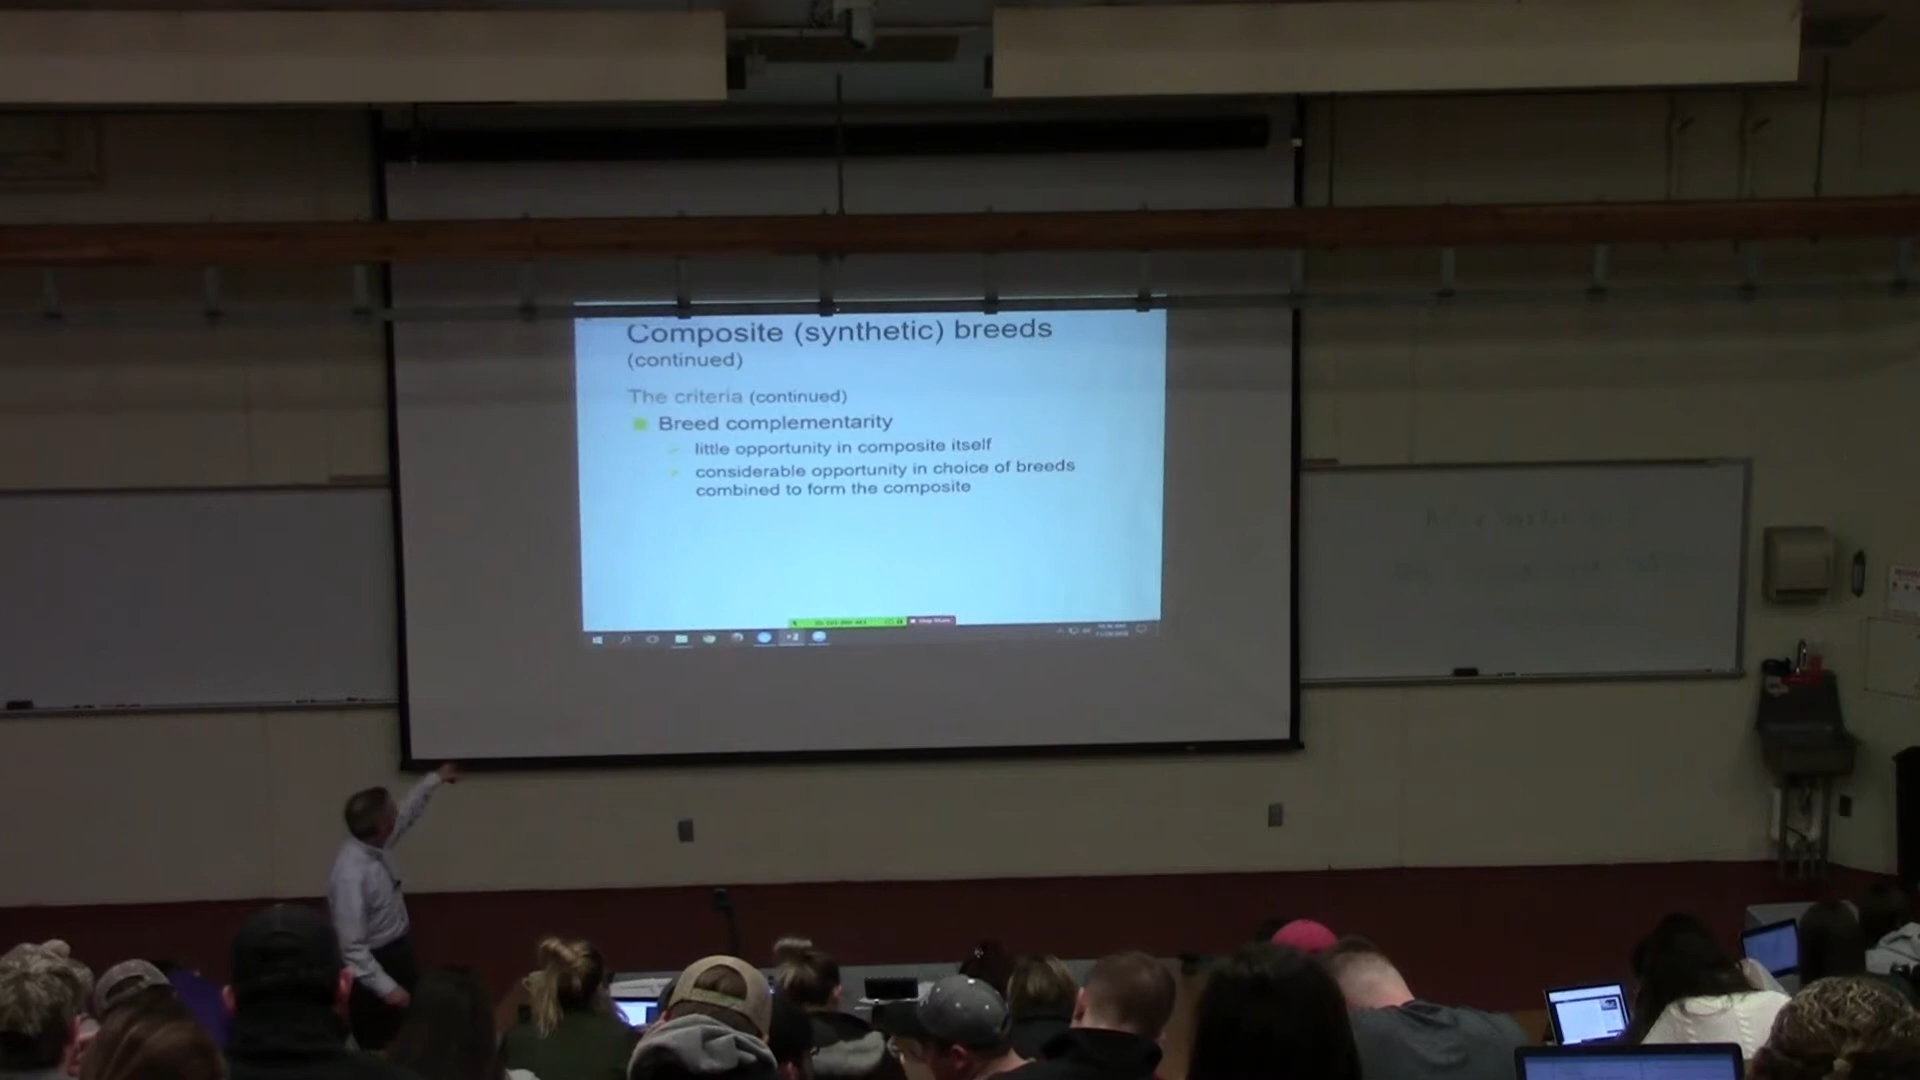 Composite (synthetic) breeds
(continued)
The criteria (continued)
Breed complementarity
little opportunity in composite itself
considerable opportunity in choice of breeds
combined to form the composite